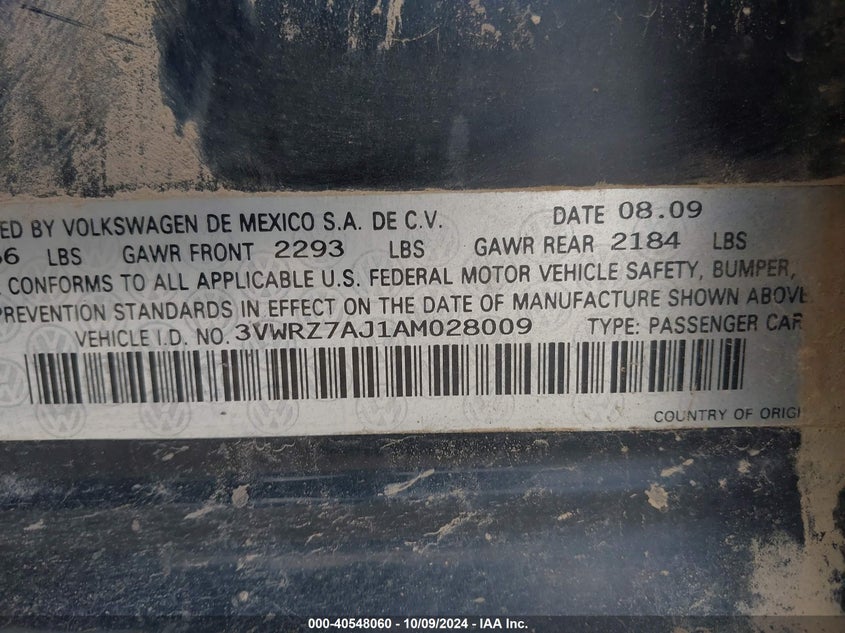 ED BY VOLKSWAGEN DE MEXICO S.A. DE C.V. DATE 08.09
6 LBS GAWR FRONT 2293 LBS GAWR REAR 2184 LBS
CONFORMS TO ALL APPLICABLE U.S. FEDERAL MOTOR VEHICLE SAFETY, BUMPER,
PREVENTION STANDARDS IN EFFECT ON THE DATE OF MANUFACTURE SHOWN ABOVE
VEHICLE I.D. NO. 3VWRZ7AJ1AM028009 TYPE: PASSENGER CAR
COUNTRY OF ORIGI
000-40548060 - 10/09/2024 - IAA Inc.